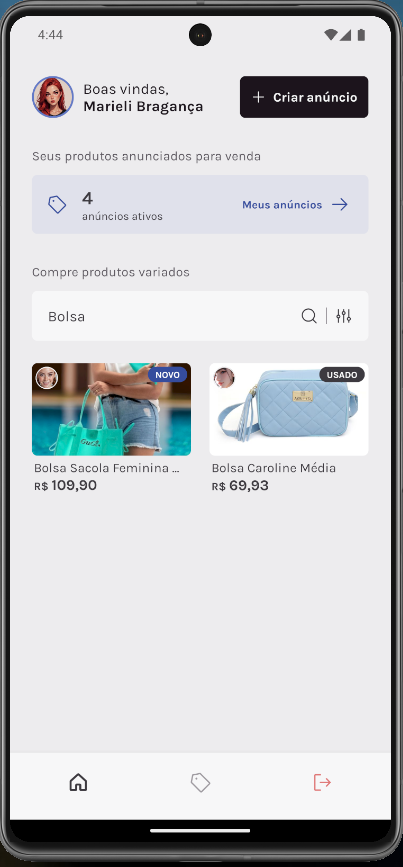 4:44
Boas vindas,
Marieli Bragança
+ Criar anúncio
Seus produtos anunciados para venda
4
anúncios ativos
Meus anúncios
Compre produtos variados
Bolsa
NOVO
USADO
Bolsa Sacola Feminina ...
R$ 109,90
Bolsa Caroline Média
R$ 69,93